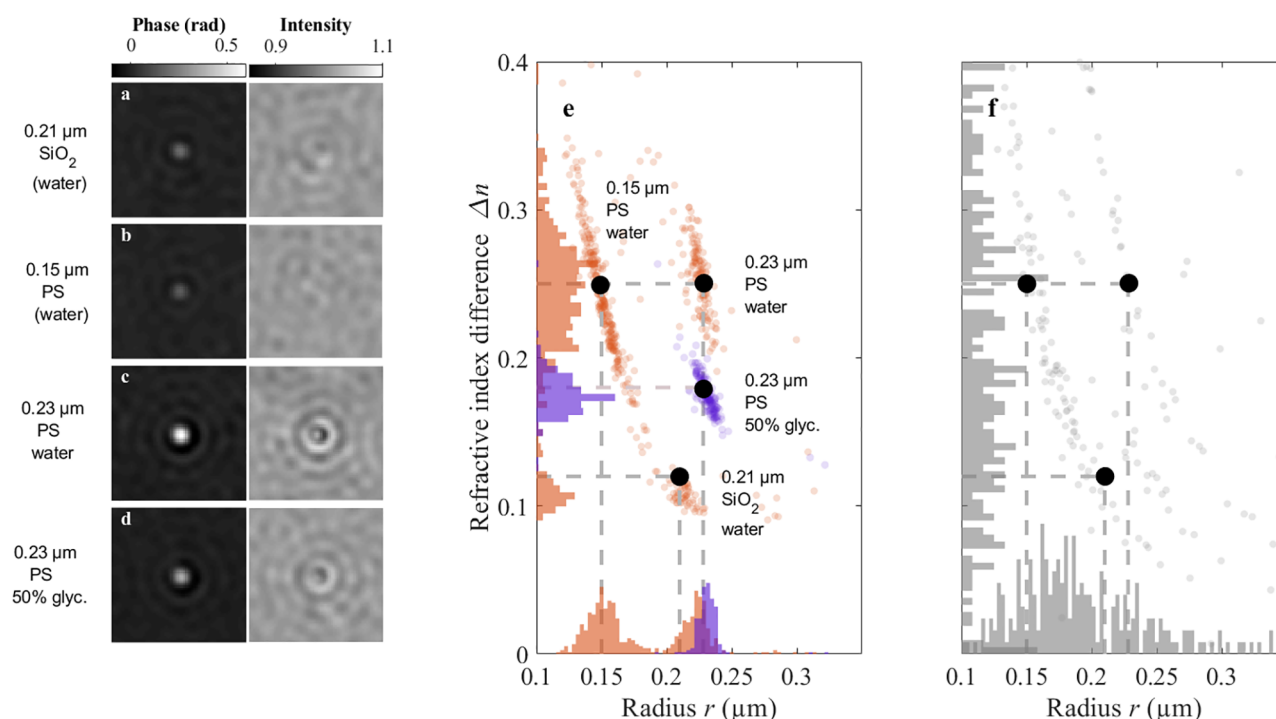 Phase (rad)
Intensity
0
0.5
0.9
1.1
a
0.21 µm
SiO₂
(water)
b
0.15 µm
PS
(water)
c
0.23 µm
PS
water
d
0.23 µm
PS
50% glyc.
e
0.4
0.3
0.2
0.1
0
Refractive index difference Δn
0.15 µm
PS
water
0.23 µm
PS
water
0.23 µm
PS
50% glyc.
0.21 µm
SiO₂
water
0.1
0.15
0.2
0.25
0.3
Radius r (µm)
f
0.1
0.15
0.2
0.25
0.3
Radius r (µm)